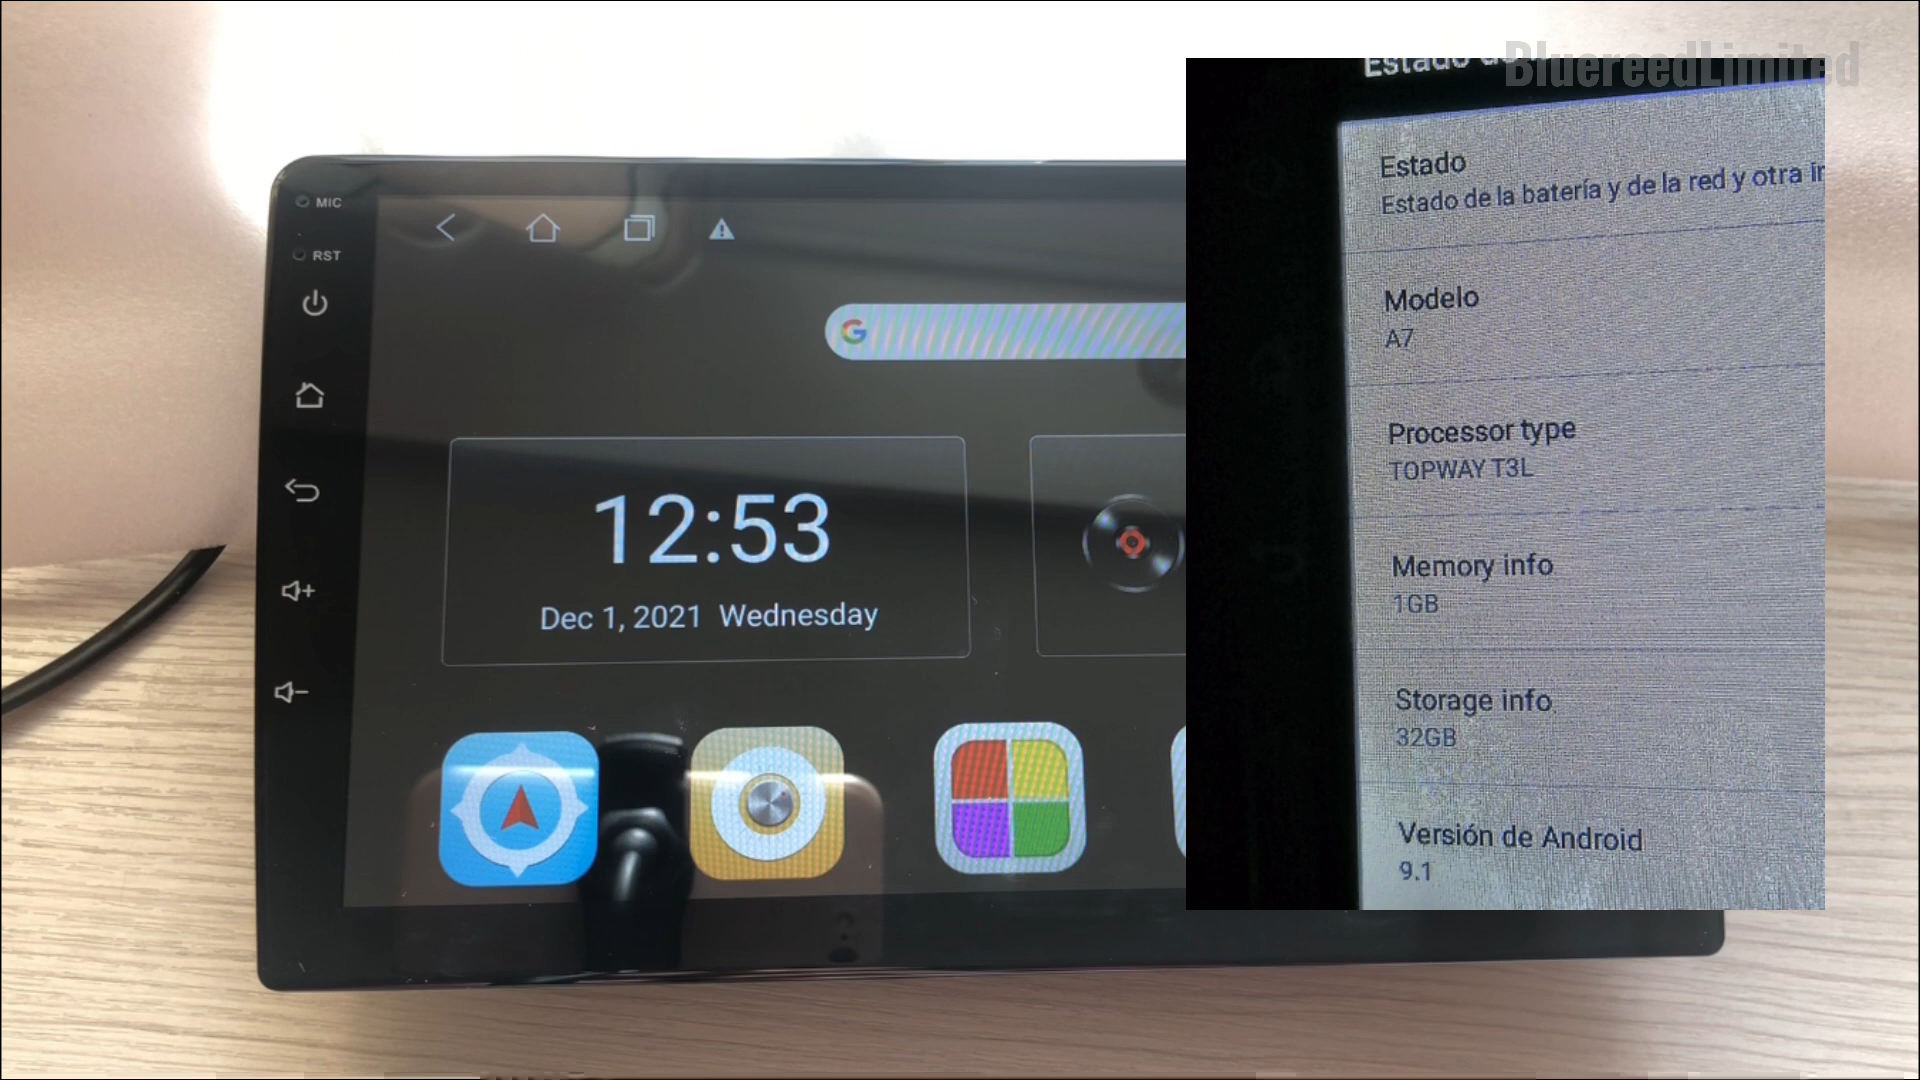 BluereedLimited
MIC
RST
G
12:53
Dec 1, 2021 Wednesday
Estado
Estado
Estado de la batería y de la red y otra
Modelo
A7
Processor type
TOPWAY T3L
Memory info
1GB
Storage info
32GB
Versión de Android
9.1